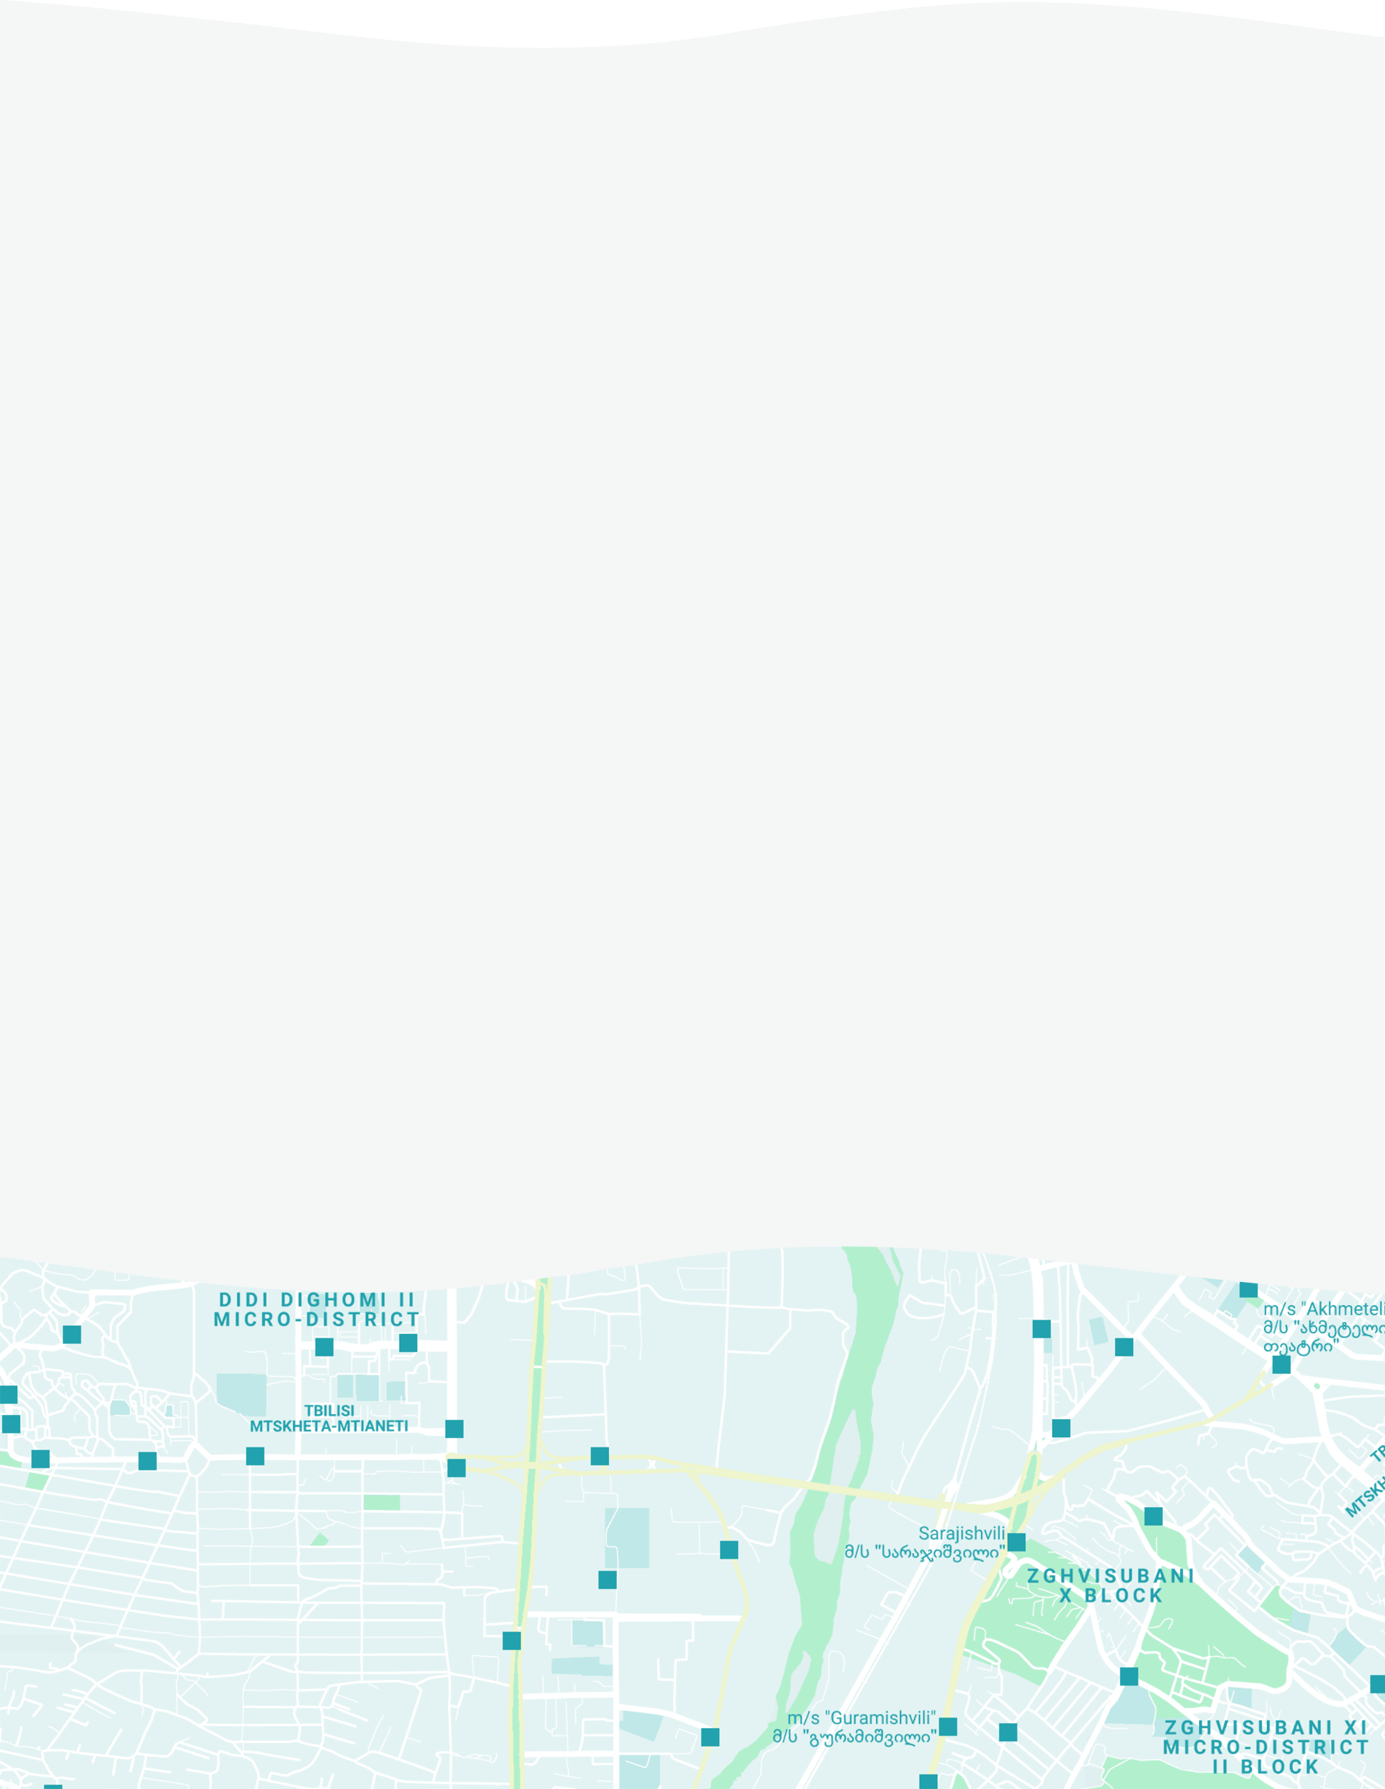 DIDI DIGHOMI II
MICRO-DISTRICT
TBILISI
MTSKHETA-MTIANETI
m/s "Akhmeteli
მ/ს "ახმეტელი
თეატრი"
Sarajishvili
მ/ს "სარაჯიშვილი"
ZGHVISUBANI
X BLOCK
m/s "Guramishvili"
მ/ს "გურამიშვილი"
ZGHVISUBANI XI
MICRO-DISTRICT
II BLOCK